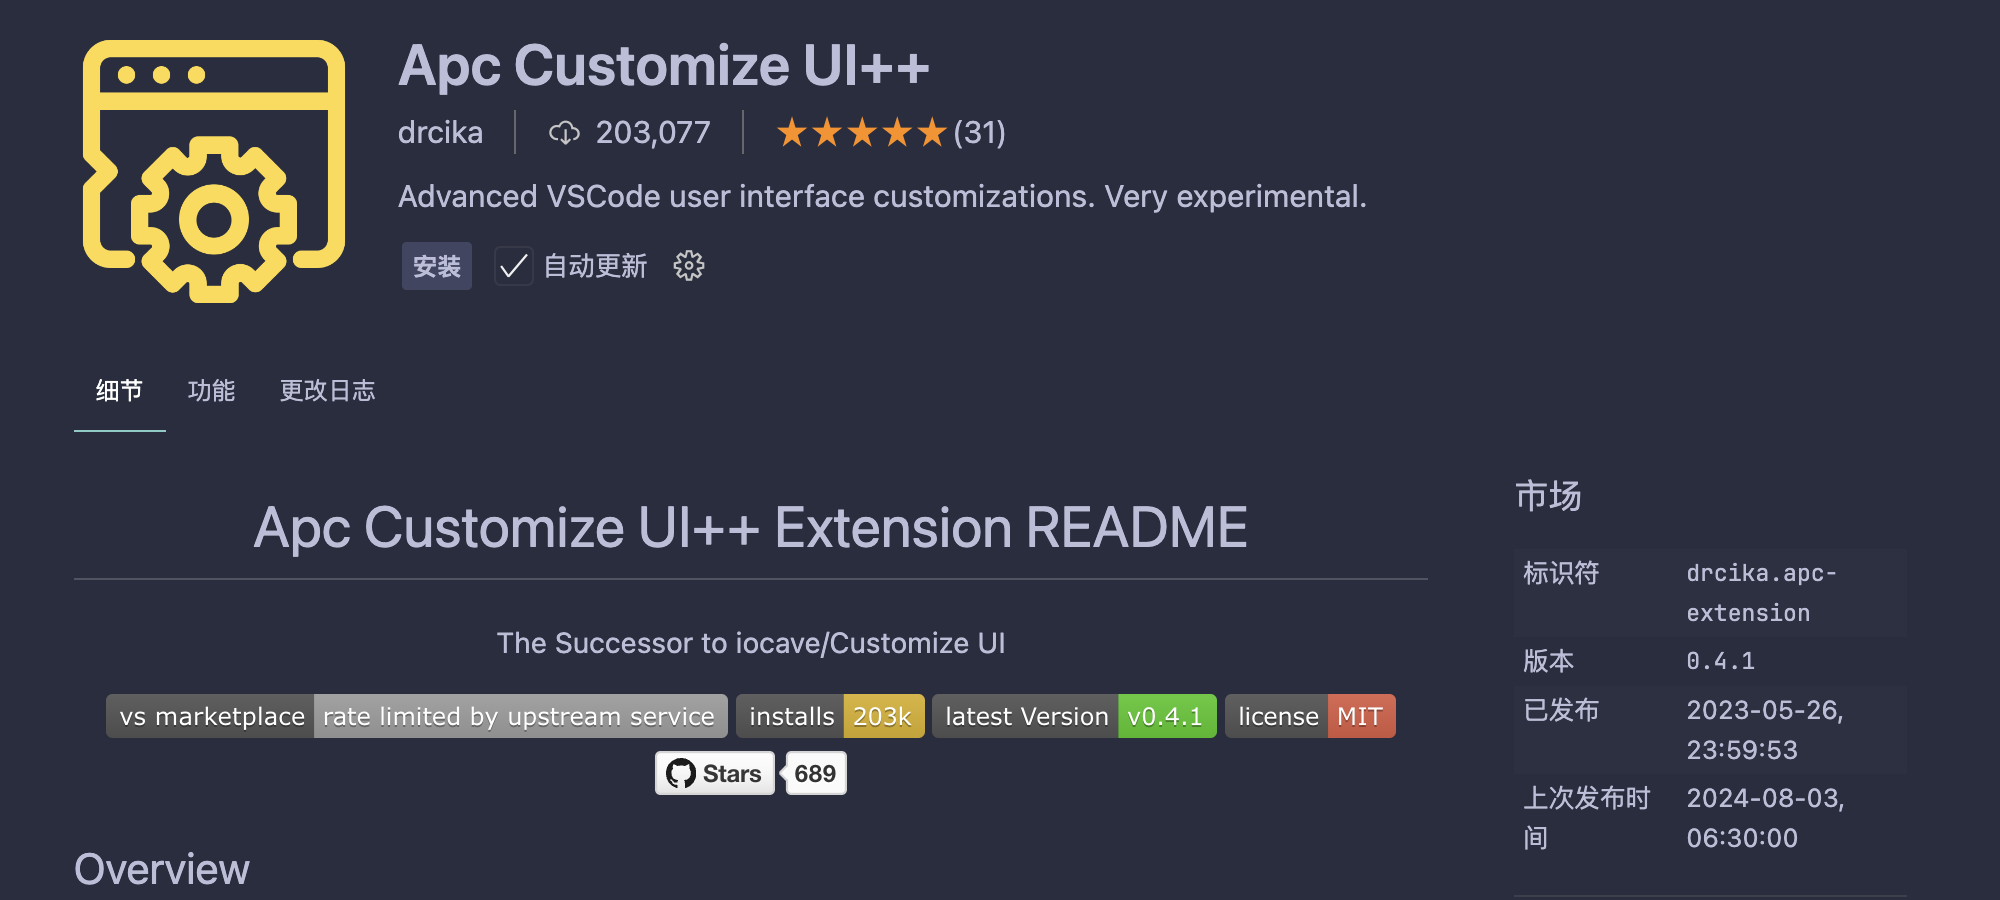 Apc Customize UI++
drcika 203,077 (31)
Advanced VSCode user interface customizations. Very experimental.
安装 自动更新
细节 功能 更改日志
Apc Customize UI++ Extension README
The Successor to iocave/Customize UI
vs marketplace rate limited by upstream service installs 203k latest Version v0.4.1 license MIT
Stars 689
Overview
市场
标识符 drcika.apc-
extension
版本 0.4.1
已发布 2023-05-26,
23:59:53
上次发布时 2024-08-03,
间 06:30:00